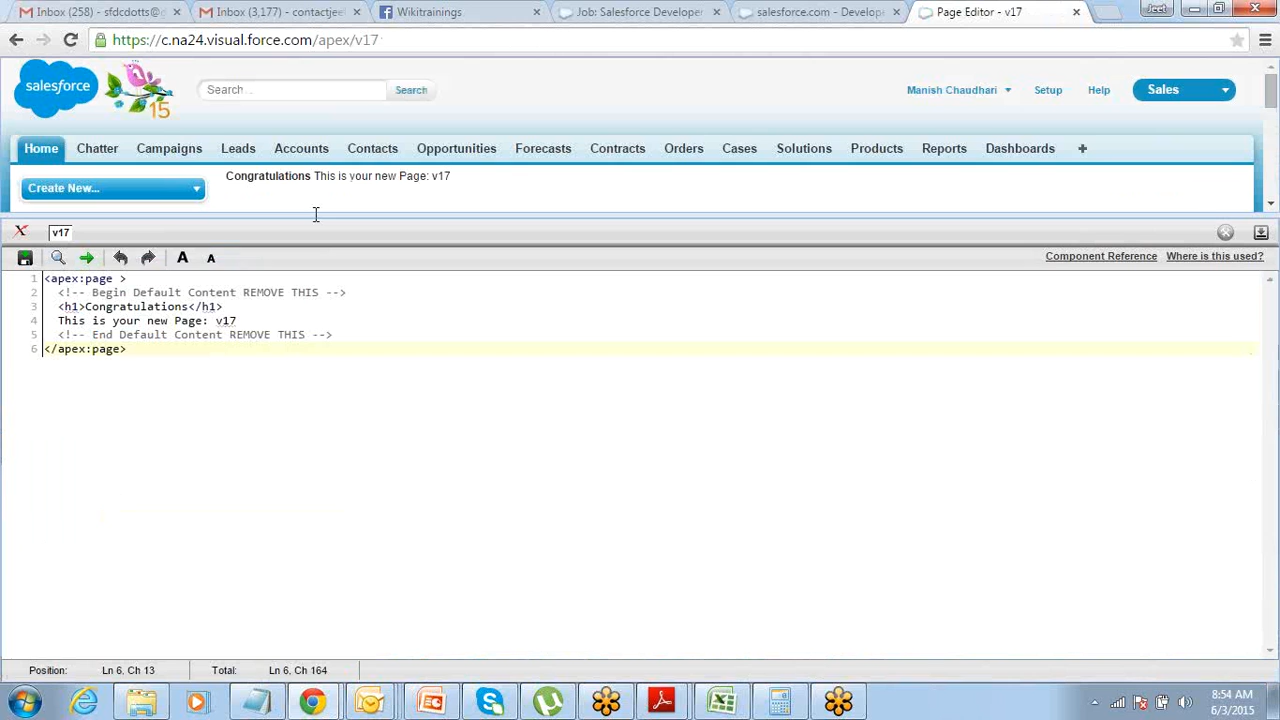 Inbox (258) - sfdcdotts@
Inbox (3,177) - contactjee
Wikitrainings
Job: Salesforce Developer
salesforce.com - Develop
Page Editor - v17
Jeet
https://c.na24.visual.force.com/apex/v17
salesforce
15
Search...
Search
Manish Chaudhari
Setup
Help
Sales
Home
Chatter
Campaigns
Leads
Accounts
Contacts
Opportunities
Forecasts
Contracts
Orders
Cases
Solutions
Products
Reports
Dashboards
+
Create New...
Congratulations This is your new Page: v17
v17
A
A
Component Reference
Where is this used?
1 <apex:page >
2 <!-- Begin Default Content REMOVE THIS -->
3 <h1>Congratulations</h1>
4 This is your new Page: v17
5 <!-- End Default Content REMOVE THIS -->
6 </apex:page>
Position:
Ln 6, Ch 13
Total:
Ln 6, Ch 164
8:54 AM
6/3/2015